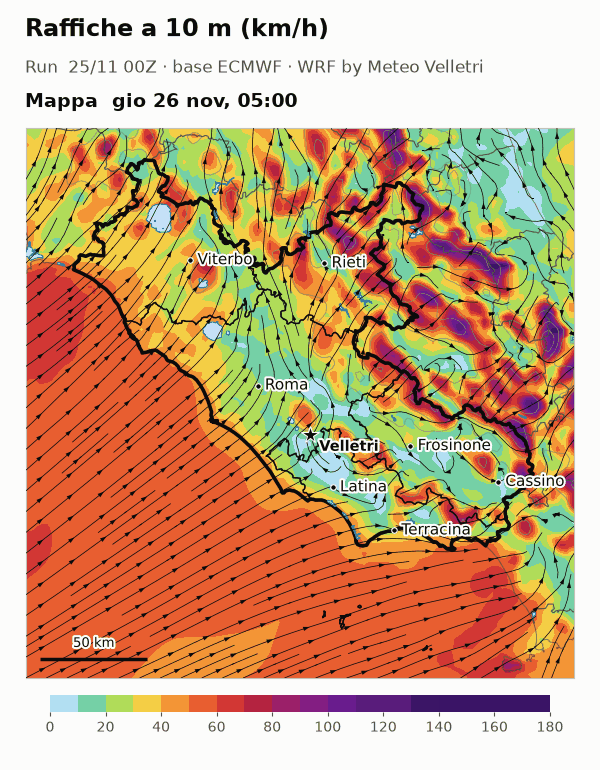 Raffiche a 10 m (km/h)
Run 25/11 00Z · base ECMWF · WRF by Meteo Velletri
Mappa gio 26 nov, 05:00
Viterbo
Rieti
Roma
Velletri
Frosinone
Cassino
Latina
Terracina
50 km
0 20 40 60 80 100 120 140 160 180